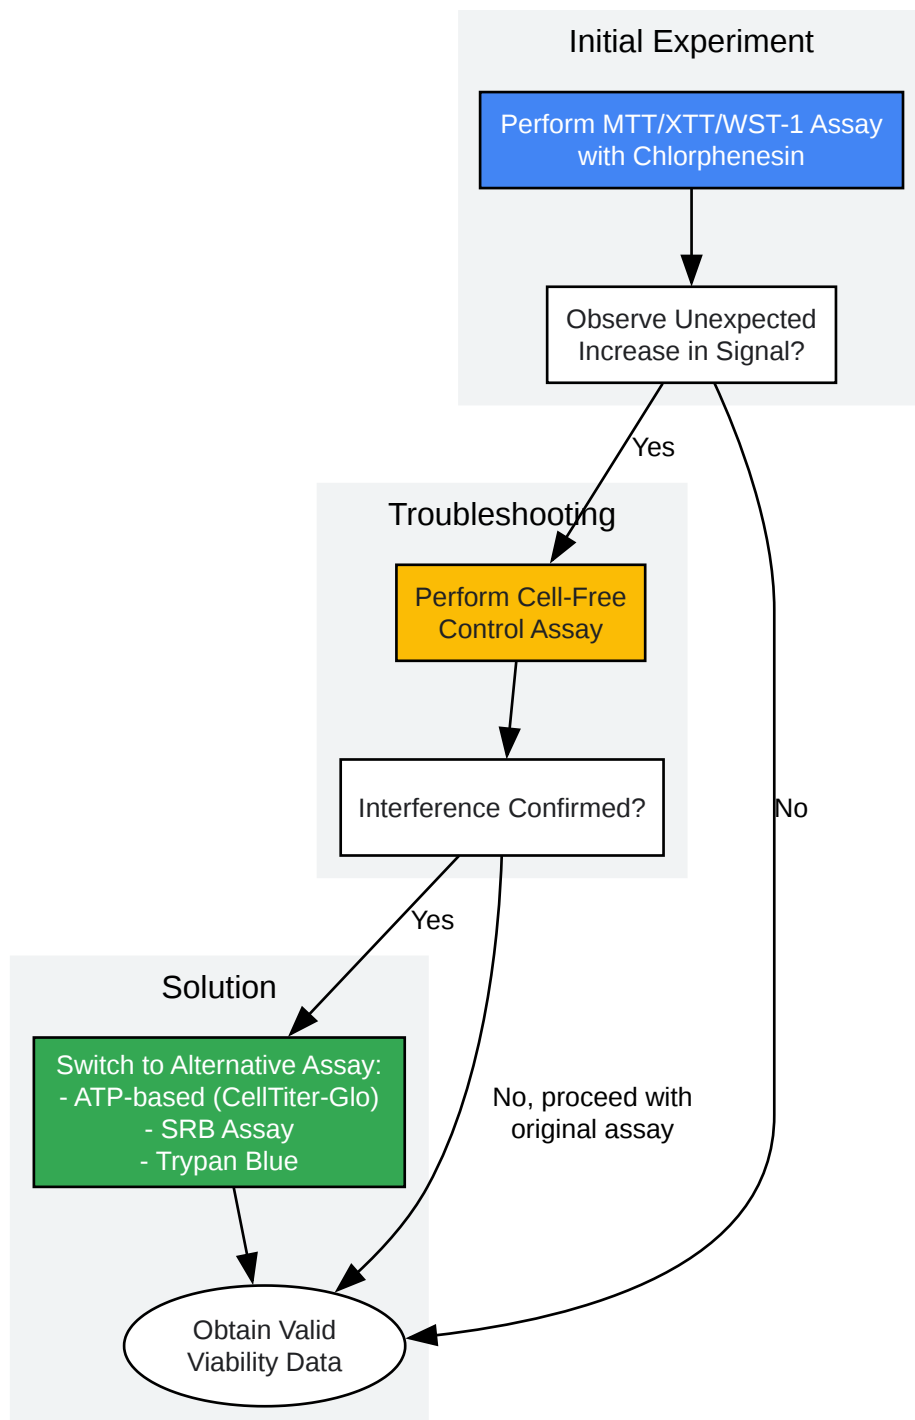 Initial Experiment
Perform MTT/XTT/WST-1 Assay
with Chlorphenesin
Observe Unexpected
Increase in Signal?
Yes
Troubleshooting
Perform Cell-Free
Control Assay
Interference Confirmed?
No
Yes
Solution
Switch to Alternative Assay:
- ATP-based (CellTiter-Glo)
- SRB Assay
- Trypan Blue
No, proceed with
original assay
Obtain Valid
Viability Data